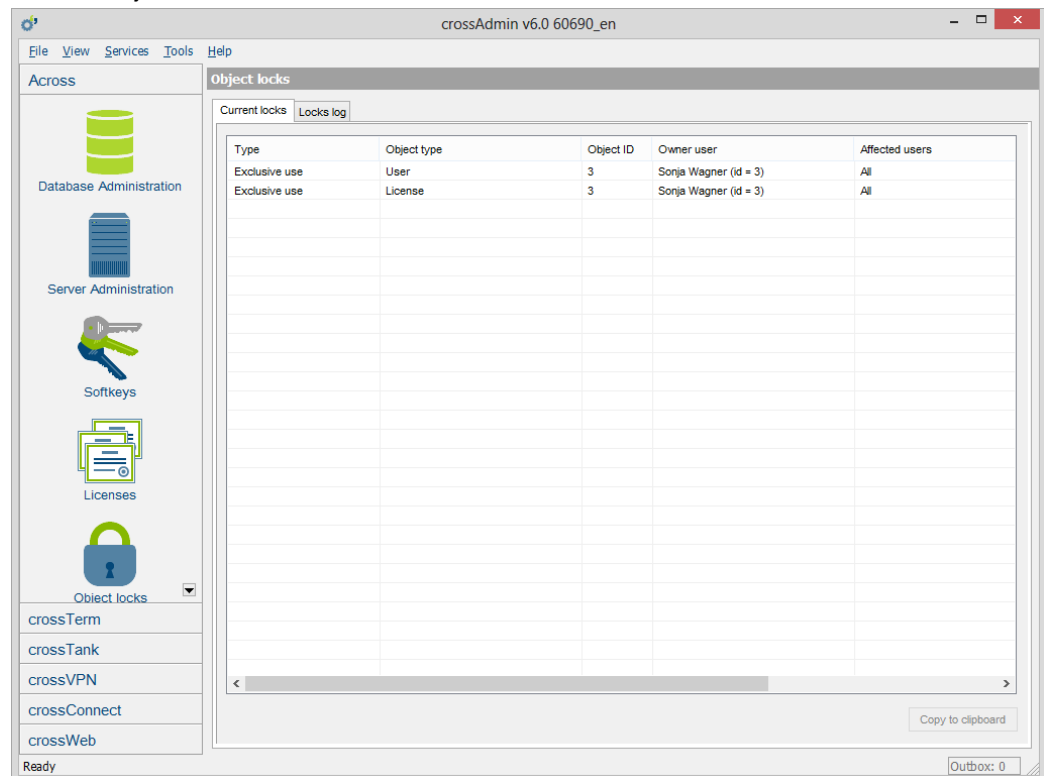 crossAdmin v6.0 60690_en
File View Services Tools Help
Across
Object locks
Current locks Locks log
Type Object type Object ID Owner user Affected users
Exclusive use User 3 Sonja Wagner (id = 3) All
Exclusive use License 3 Sonja Wagner (id = 3) All
Database Administration
Server Administration
Softkeys
Licenses
Object locks
crossTerm
crossTank
crossVPN
crossConnect
crossWeb
Copy to clipboard
Ready Outbox: 0